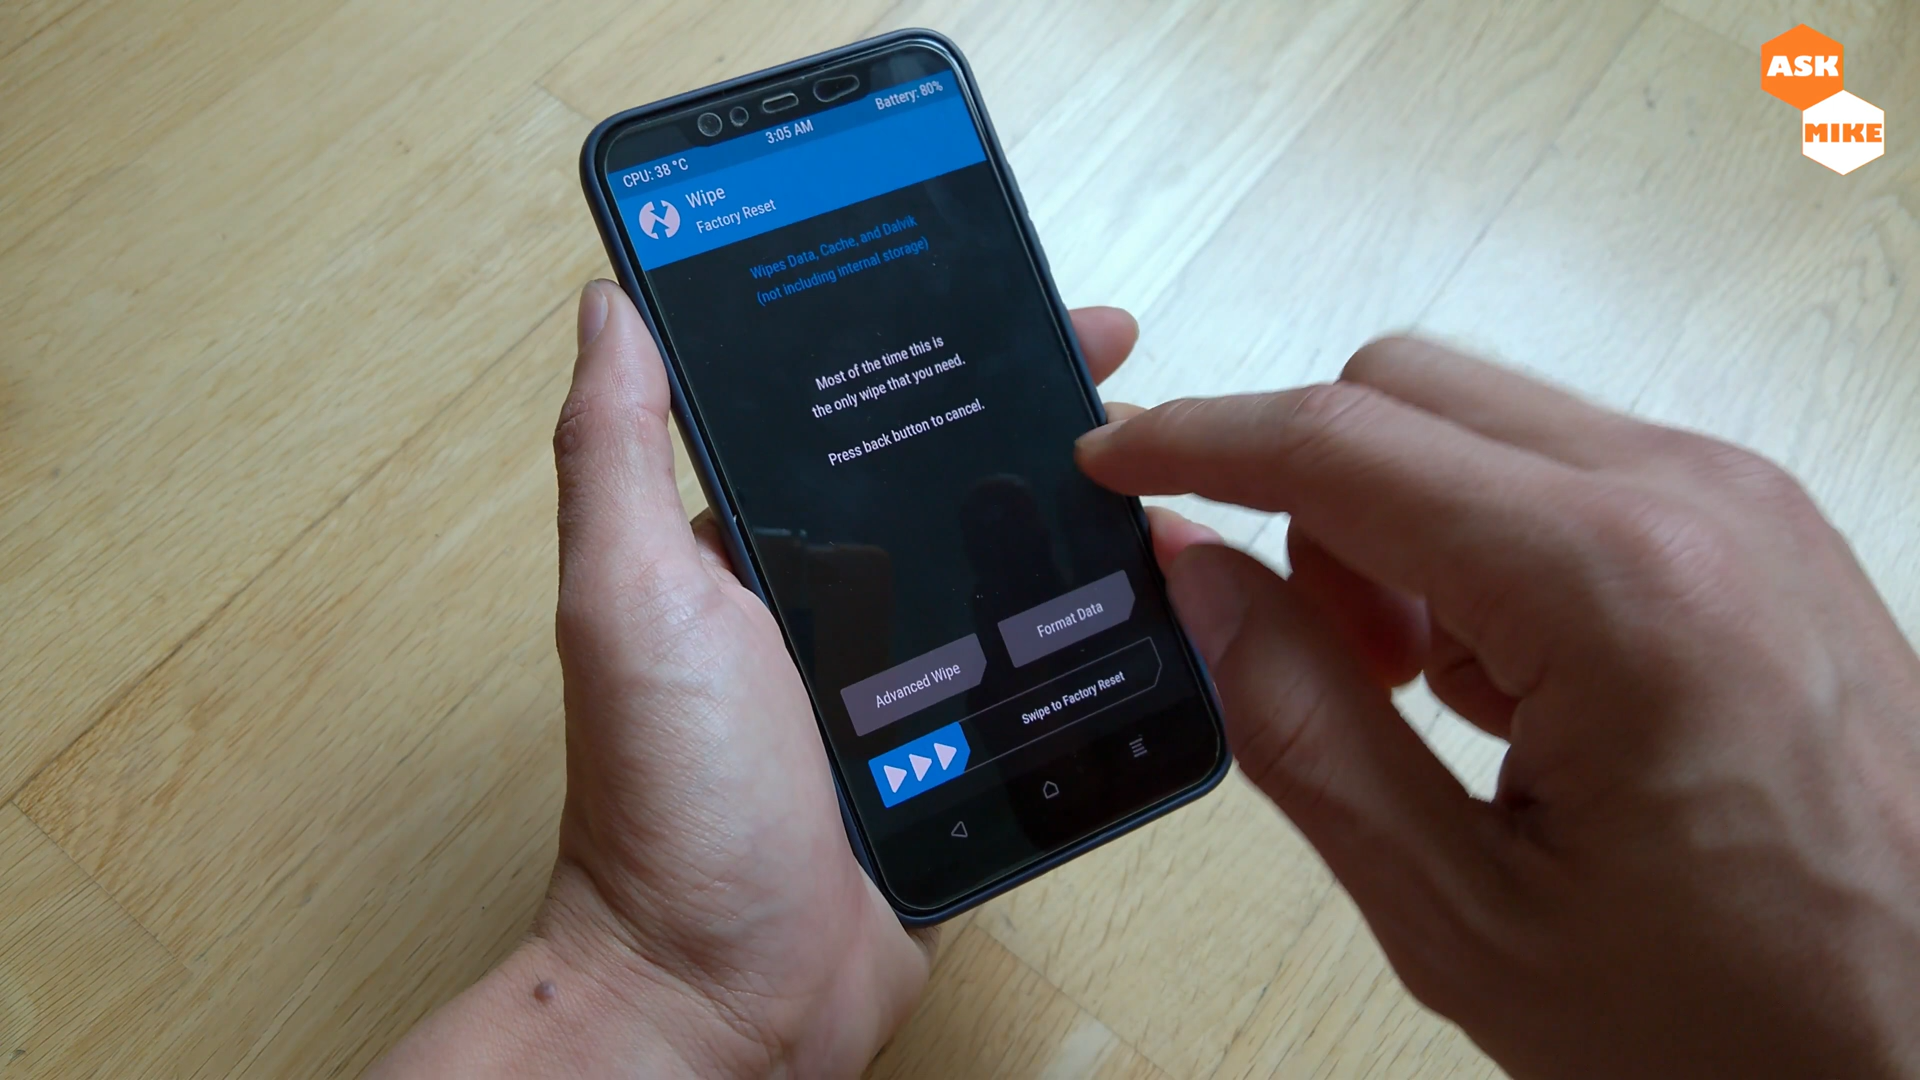 ASK
MIKE
Battery: 80%
3:05 AM
CPU: 38 °C
Wipe
Factory Reset
Wipes Data, Cache, and Dalvik
(not including internal storage)
Most of the time this is
the only wipe that you need.
Press back button to cancel.
Format Data
Advanced Wipe
Swipe to Factory Reset